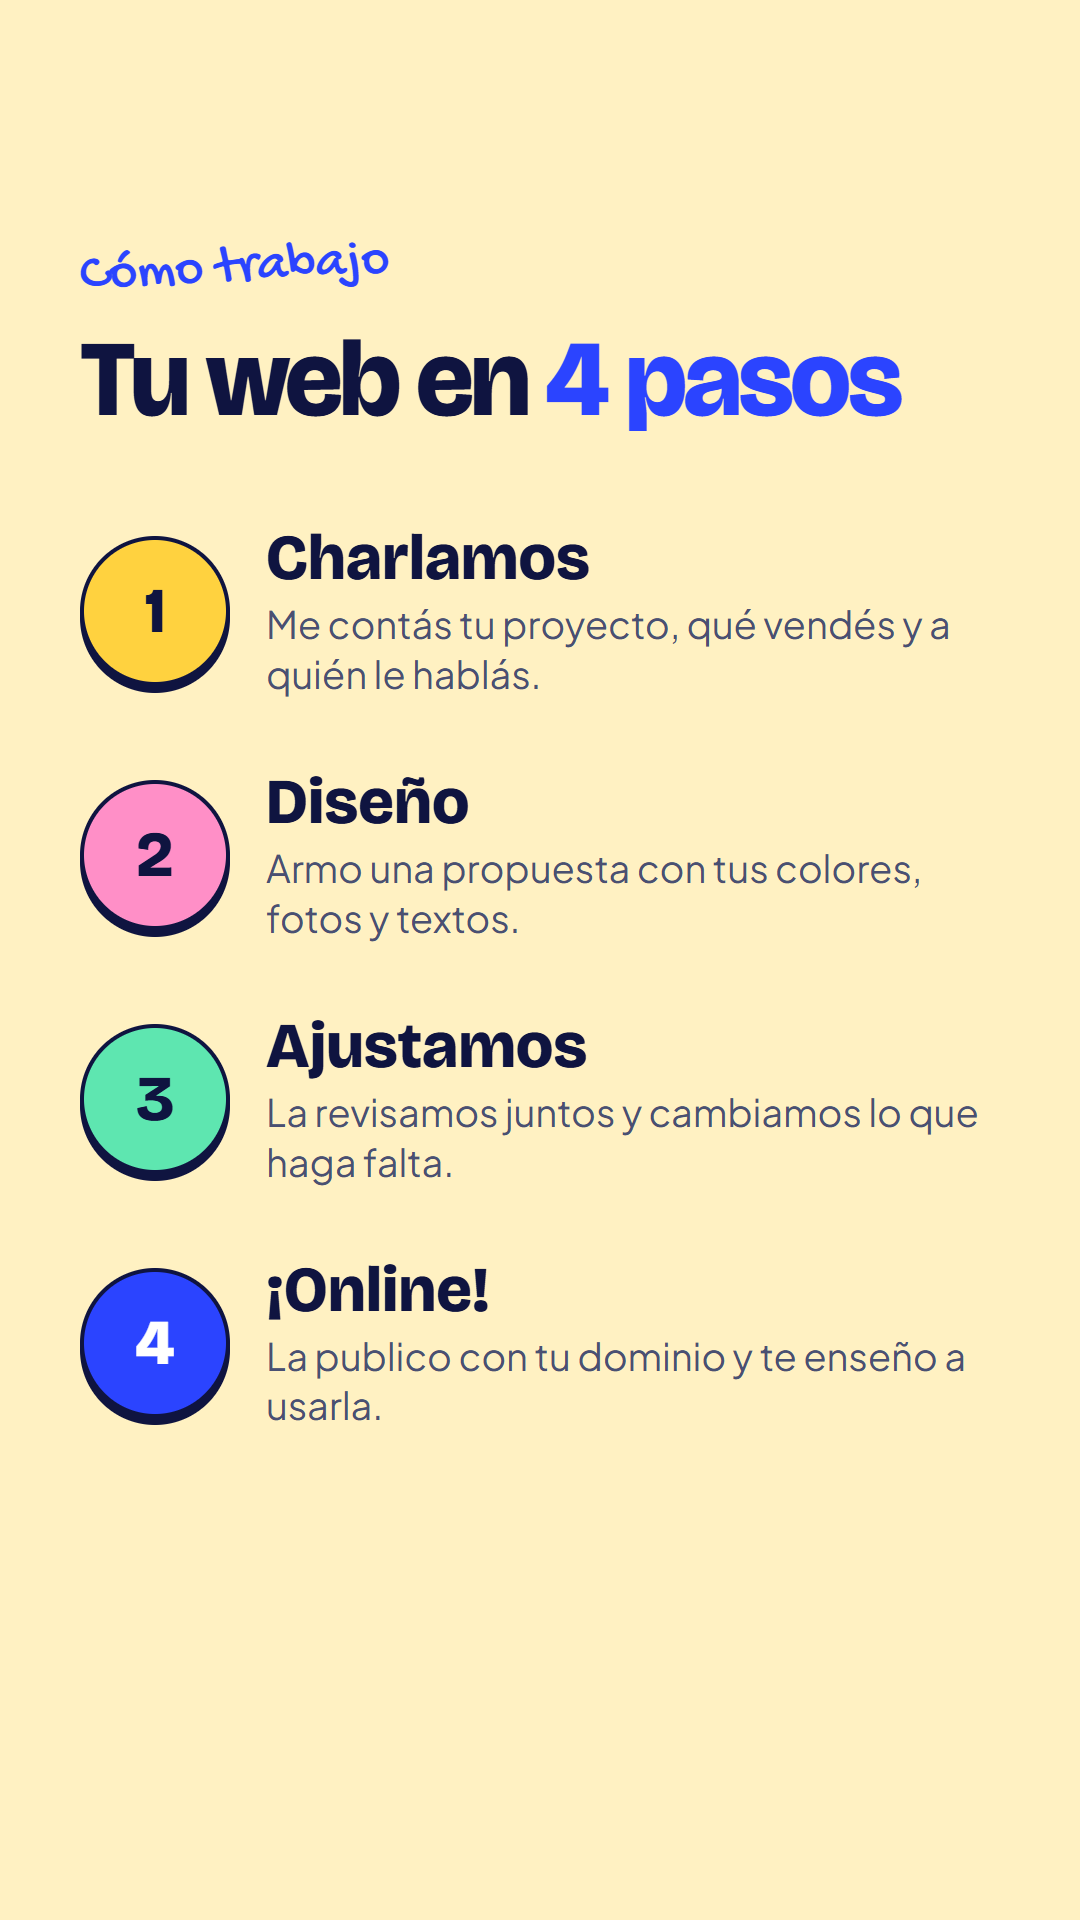 Cómo trabajo
Tu web en 4 pasos
1
Charlamos
Me contás tu proyecto, qué vendés y a
quién le hablás.
2
Diseño
Armo una propuesta con tus colores,
fotos y textos.
3
Ajustamos
La revisamos juntos y cambiamos lo que
haga falta.
4
¡Online!
La publico con tu dominio y te enseño a
usarla.